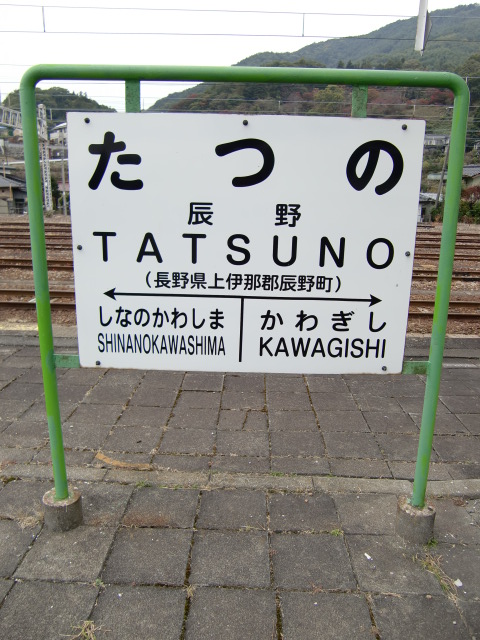 たつの
辰野
TATSUNO
(長野県上伊那郡辰野町)
しなのかわしま
SHINANOKAWASHIMA
かわぎし
KAWAGISHI